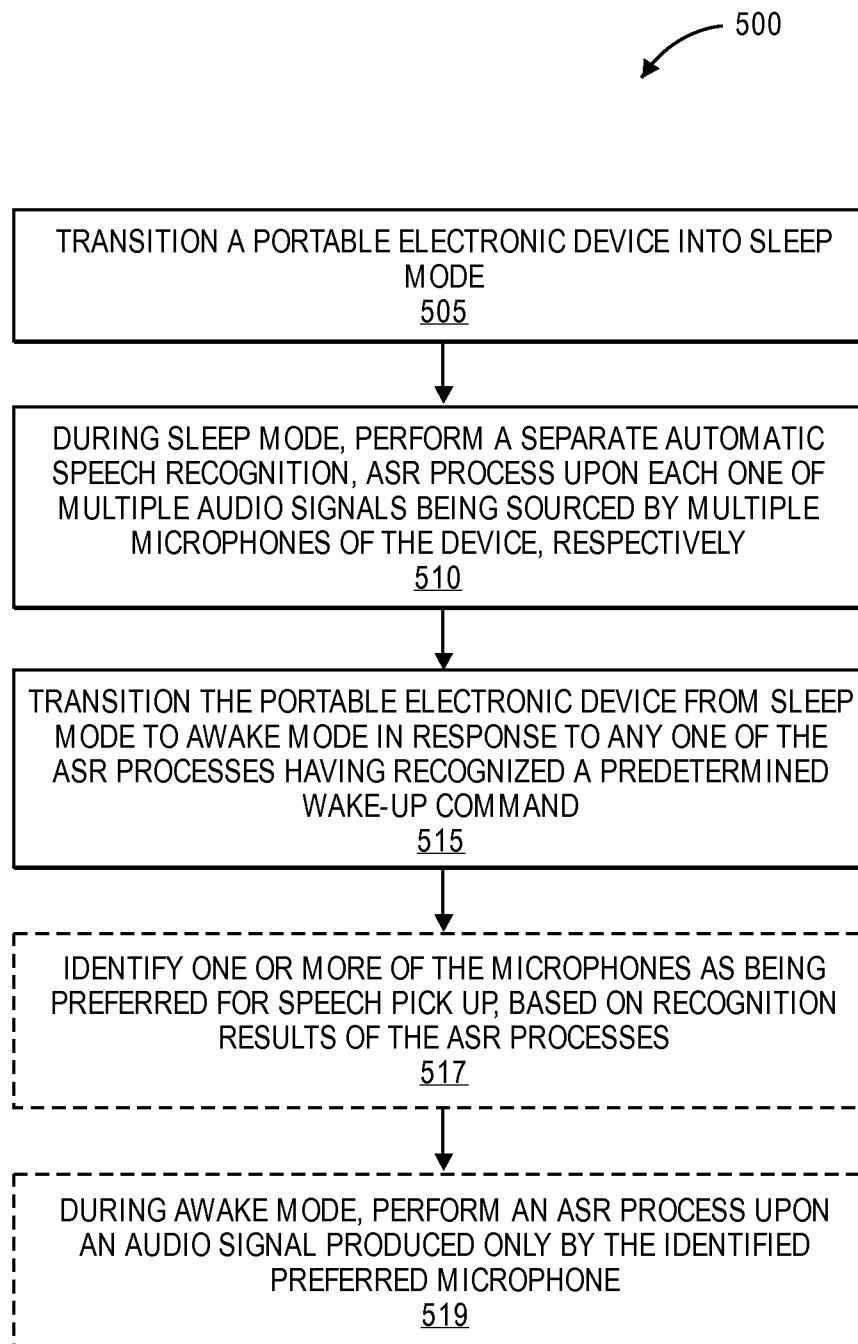 500
TRANSITION A PORTABLE ELECTRONIC DEVICE INTO SLEEP
MODE
505
DURING SLEEP MODE, PERFORM A SEPARATE AUTOMATIC
SPEECH RECOGNITION, ASR PROCESS UPON EACH ONE OF
MULTIPLE AUDIO SIGNALS BEING SOURCED BY MULTIPLE
MICROPHONES OF THE DEVICE, RESPECTIVELY
510
TRANSITION THE PORTABLE ELECTRONIC DEVICE FROM SLEEP
MODE TO AWAKE MODE IN RESPONSE TO ANY ONE OF THE
ASR PROCESSES HAVING RECOGNIZED A PREDETERMINED
WAKE-UP COMMAND
515
IDENTIFY ONE OR MORE OF THE MICROPHONES AS BEING
PREFERRED FOR SPEECH PICK UP, BASED ON RECOGNITION
RESULTS OF THE ASR PROCESSES
517
DURING AWAKE MODE, PERFORM AN ASR PROCESS UPON
AN AUDIO SIGNAL PRODUCED ONLY BY THE IDENTIFIED
PREFERRED MICROPHONE
519